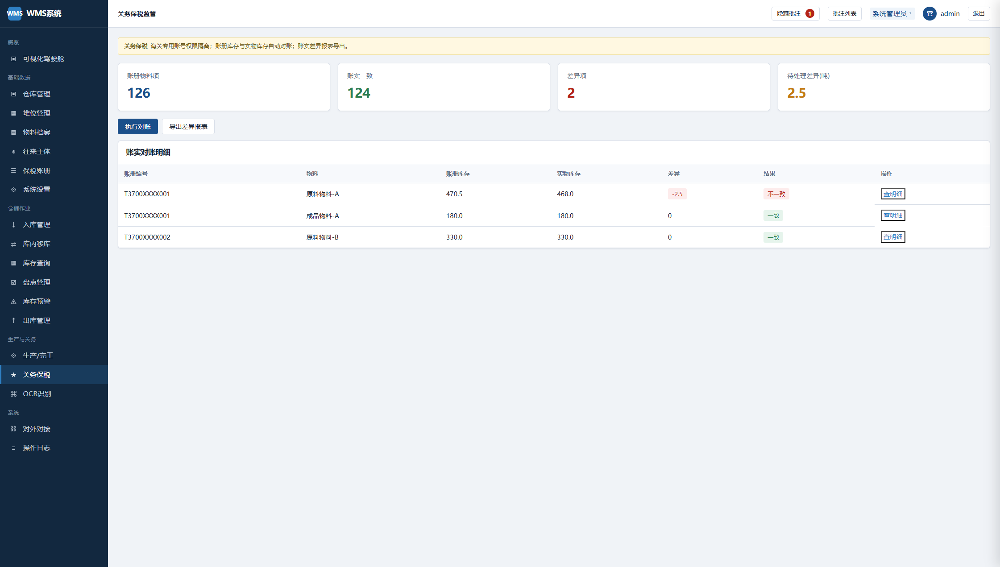 WMS WMS系统
关务保税监管
隐藏批注 1
批注列表
系统管理员
管 admin
退出
概览
可视化驾驶舱
基础数据
仓库管理
堆位管理
物料档案
往来主体
保税账册
系统设置
仓储作业
入库管理
库内移库
库存查询
盘点管理
库存预警
出库管理
生产与关务
生产/完工
关务保税
OCR识别
系统
对外对接
操作日志
关务保税 海关专用账号权限隔离；账册库存与实物库存自动对账；账实差异报表导出。
账册物料项
126
账实一致
124
差异项
2
待处理差异(吨)
2.5
执行对账 导出差异报表
账实对账明细
账册编号 物料 账册库存 实物库存 差异 结果 操作
T3700XXXX001 原料物料-A 470.5 468.0 -2.5 不一致 查明细
T3700XXXX001 成品物料-A 180.0 180.0 0 一致 查明细
T3700XXXX002 原料物料-B 330.0 330.0 0 一致 查明细